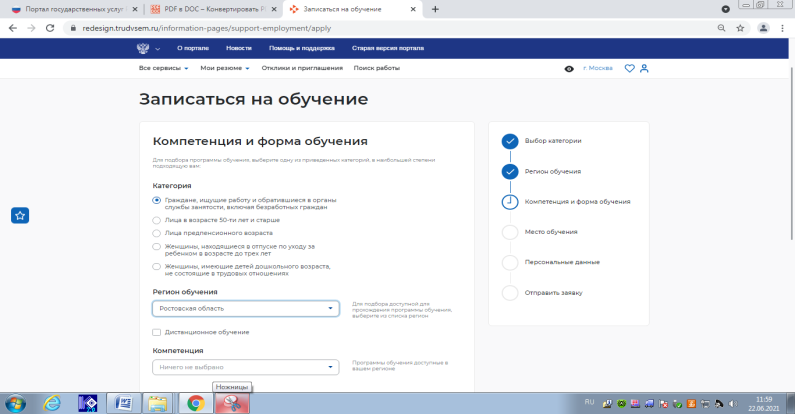 Портал государственных услуг
PDF в DOC – Конвертировать P
Записаться на обучение
redesign.trudvsem.ru/information-pages/support-employment/apply
О портале Новости Помощь и поддержка Старая версия портала
Все сервисы Мои резюме Отклики и приглашения Поиск работы г. Москва
Записаться на обучение
Компетенция и форма обучения
Для подбора программы обучения, выберите одну из приведенных категорий, в наибольшей степени
подходящую вам:
Категория
Граждане, ищущие работу и обратившиеся в органы
службы занятости, включая безработных граждан
Лица в возрасте 50-ти лет и старше
Лица предпенсионного возраста
Женщины, находящиеся в отпуске по уходу за
ребенком в возрасте до трех лет
Женщины, имеющие детей дошкольного возраста,
не состоящие в трудовых отношениях
Регион обучения
Ростовская область
Для подбора доступной для
прохождения программы обучения,
выберите из списка регион
Дистанционное обучение
Компетенция
Ничего не выбрано
Программы обучения доступные в
вашем регионе
Выбор категории
Регион обучения
Компетенция и форма обучения
Место обучения
Персональные данные
Отправить заявку
Ножницы
RU
11:59
22.06.2021